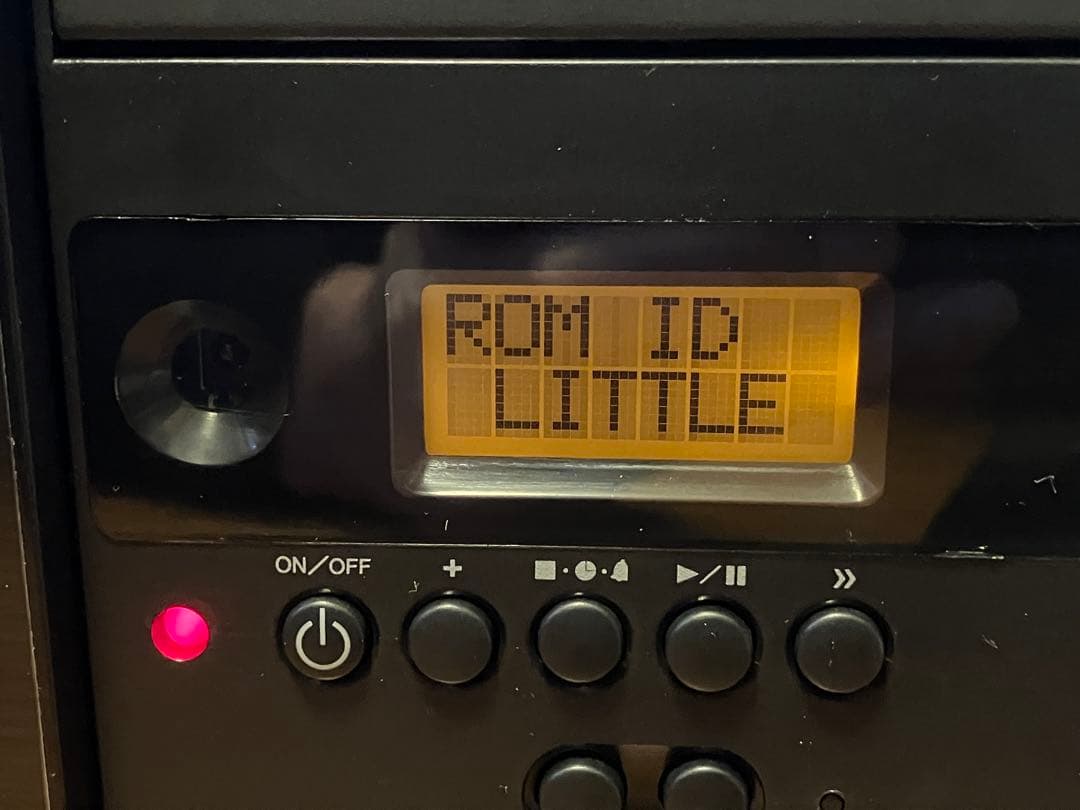 ROM ID
LITTLE
ON/OFF
+